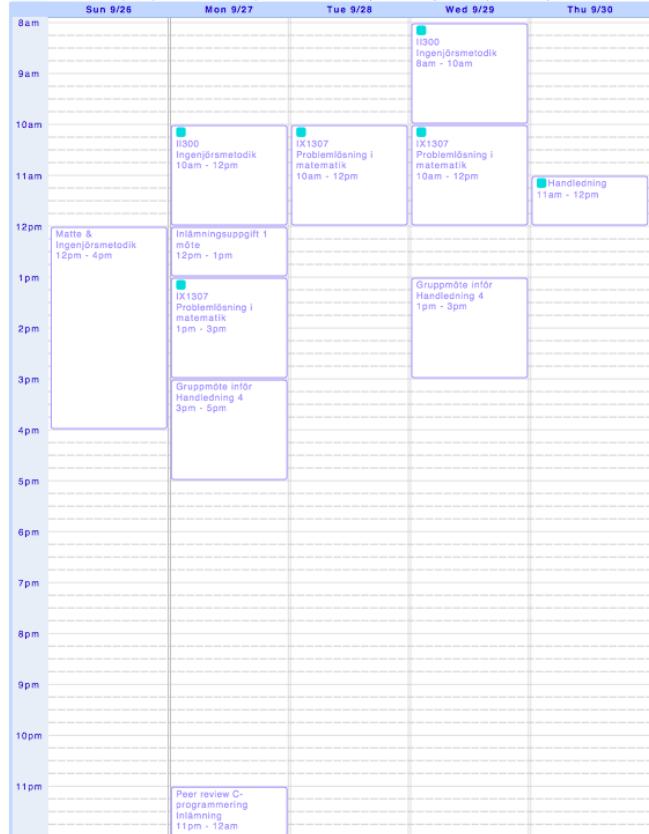 Sun 9/26
Mon 9/27
Tue 9/28
Wed 9/29
Thu 9/30
8am
9am
10am
11am
12pm
1pm
2pm
3pm
4pm
5pm
6pm
7pm
8pm
9pm
10pm
11pm
Matte &
Ingenjörsmetodik
12pm - 4pm
II300
Ingenjörsmetodik
10am - 12pm
Inlämningsuppgift 1
möte
12pm - 1pm
IX1307
Problemlösning i
matematik
1pm - 3pm
Gruppmöte inför
Handledning 4
3pm - 5pm
Peer review C-
programmering
Inlämning
11pm - 12am
IX1307
Problemlösning i
matematik
10am - 12pm
II300
Ingenjörsmetodik
8am - 10am
IX1307
Problemlösning i
matematik
10am - 12pm
Gruppmöte inför
Handledning 4
1pm - 3pm
Handledning
11am - 12pm